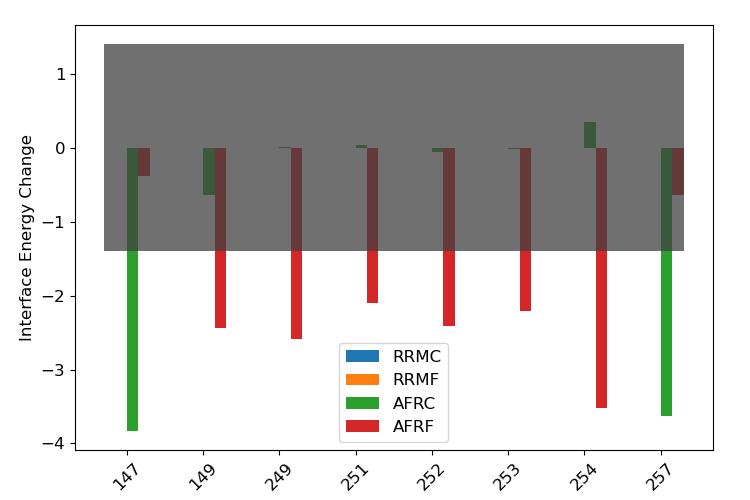 Interface Energy Change
1
0
−1
−2
−3
−4
RRMC
RRMF
AFRC
AFRF
147 149 249 251 252 253 254 257